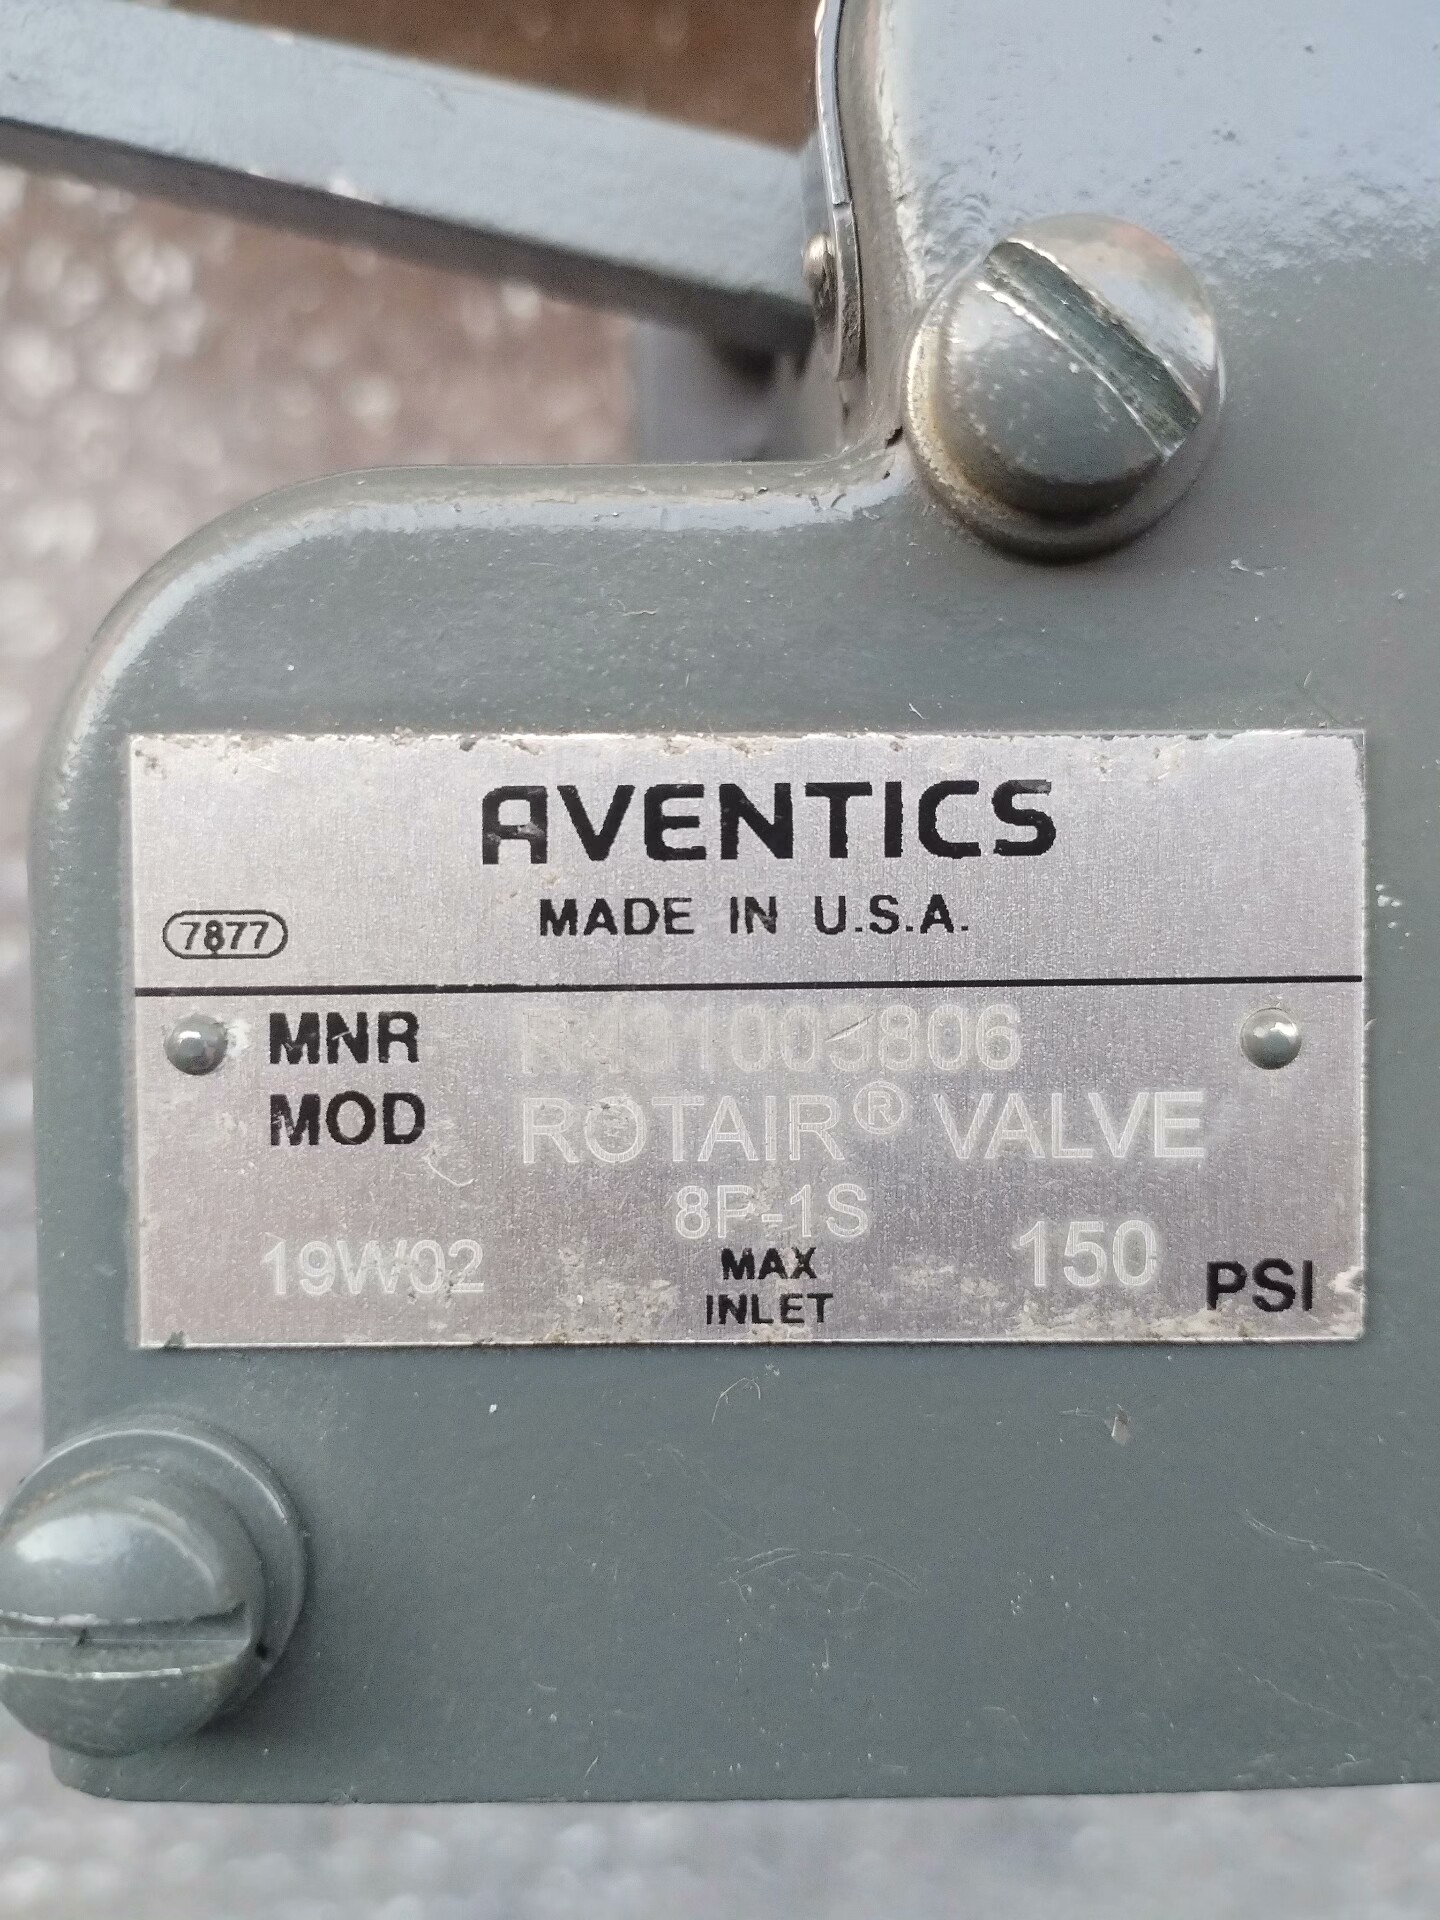 AVENTICS
MADE IN U.S.A.
7877
MNR R431003806
MOD ROTAIR® VALVE
8P-1S
19W02 MAX INLET 150 PSI